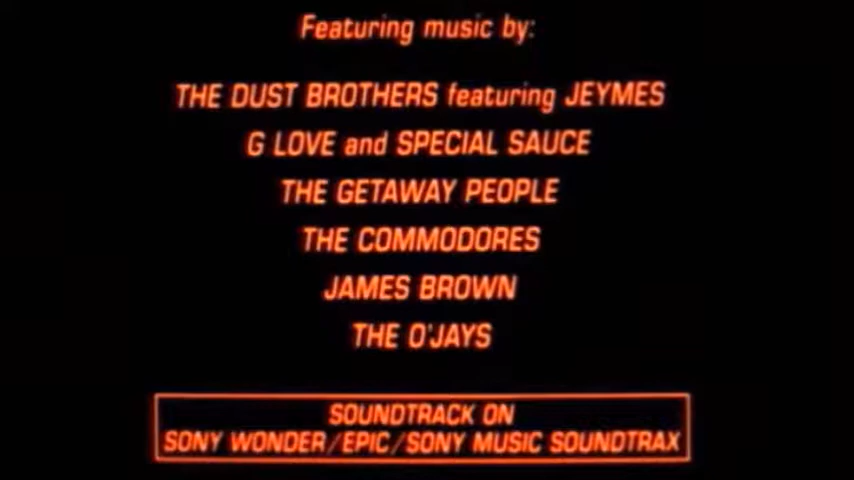 Featuring music by:
THE DUST BROTHERS featuring JEYMES
G LOVE and SPECIAL SAUCE
THE GETAWAY PEOPLE
THE COMMODORES
JAMES BROWN
THE O'JAYS
SOUNDTRACK ON
SONY WONDER/EPIC/SONY MUSIC SOUNDTRAX